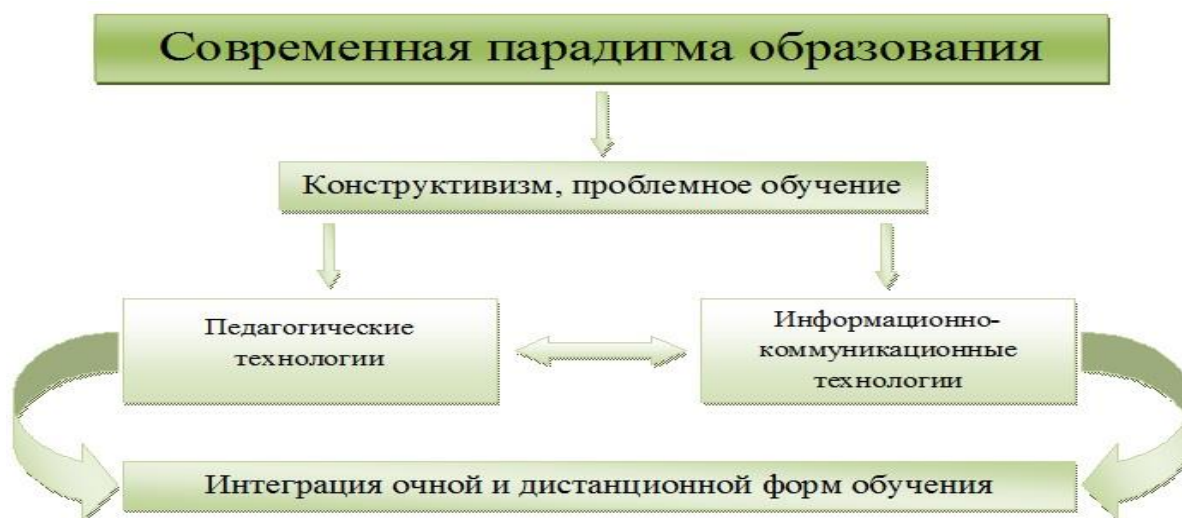 Современная парадигма образования
Конструктивизм, проблемное обучение
Педагогические
технологии
Информационно-
коммуникационные
технологии
Интеграция очной и дистанционной форм обучения